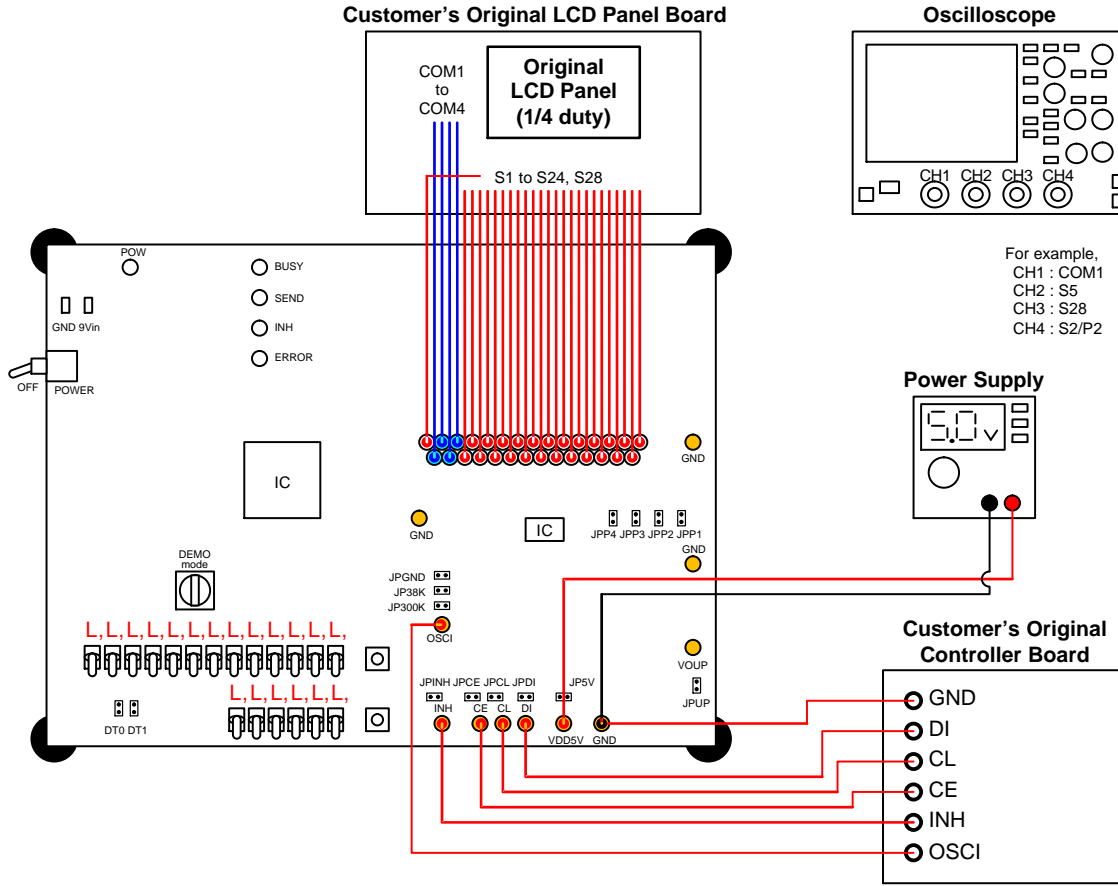 Customer's Original LCD Panel Board
Oscilloscope
COM1
to
COM4
Original
LCD Panel
(1/4 duty)
S1 to S24, S28
CH1 CH2 CH3 CH4
For example,
CH1 : COM1
CH2 : S5
CH3 : S28
CH4 : S2/P2
POW
BUSY
SEND
INH
ERROR
GND 9Vin
OFF
POWER
Power Supply
5.0 v
IC
GND
GND
IC
JPP4 JPP3 JPP2 JPP1
GND
DEMO
mode
JPGND
JP38K
JP300K
OSCI
L, L, L, L, L, L, L, L, L, L, L, L, L,
VOUP
JPUP
L, L, L, L, L, L,
DT0 DT1
JPINH JPCE JPCL JPDI JP5V
INH CE CL DI
VDD5V GND
Customer's Original
Controller Board
GND
DI
CL
CE
INH
OSCI